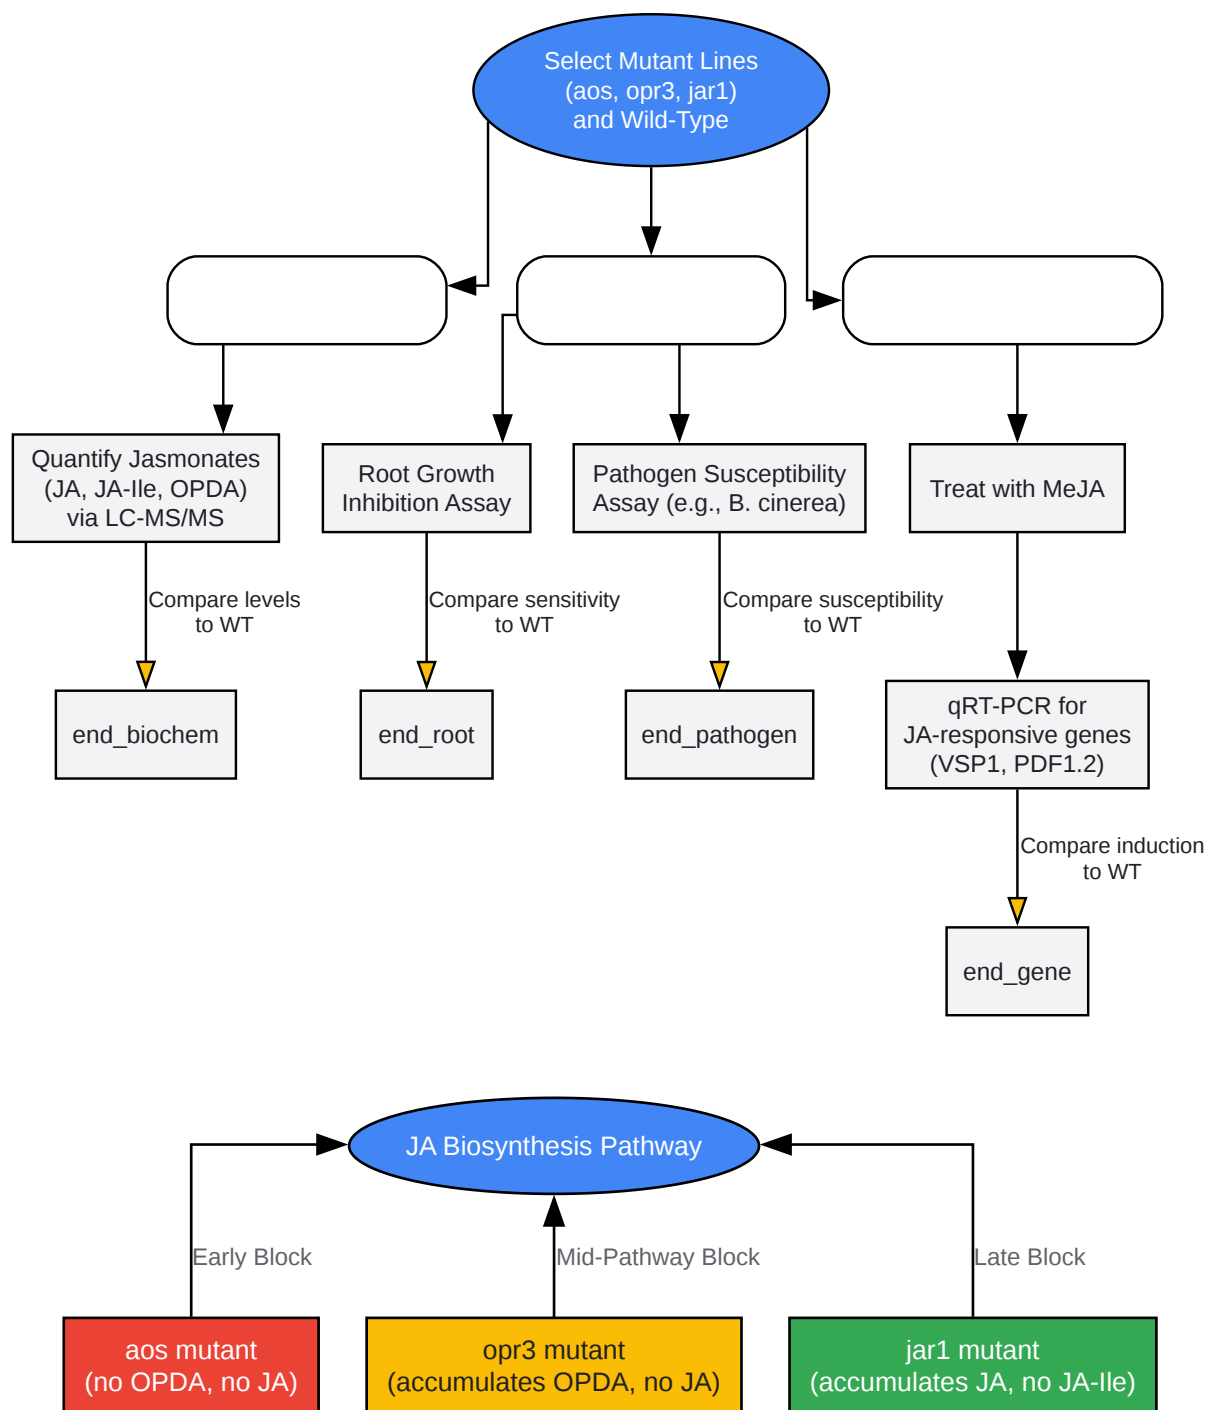 Select Mutant Lines
(aos, opr3, jar1)
and Wild-Type
Quantify Jasmonates
(JA, JA-Ile, OPDA)
via LC-MS/MS
Root Growth
Inhibition Assay
Pathogen Susceptibility
Assay (e.g., B. cinerea)
Treat with MeJA
Compare levels
to WT
Compare sensitivity
to WT
Compare susceptibility
to WT
end_biochem
end_root
end_pathogen
qRT-PCR for
JA-responsive genes
(VSP1, PDF1.2)
Compare induction
to WT
end_gene
JA Biosynthesis Pathway
Early Block
Mid-Pathway Block
Late Block
aos mutant
(no OPDA, no JA)
opr3 mutant
(accumulates OPDA, no JA)
jar1 mutant
(accumulates JA, no JA-Ile)